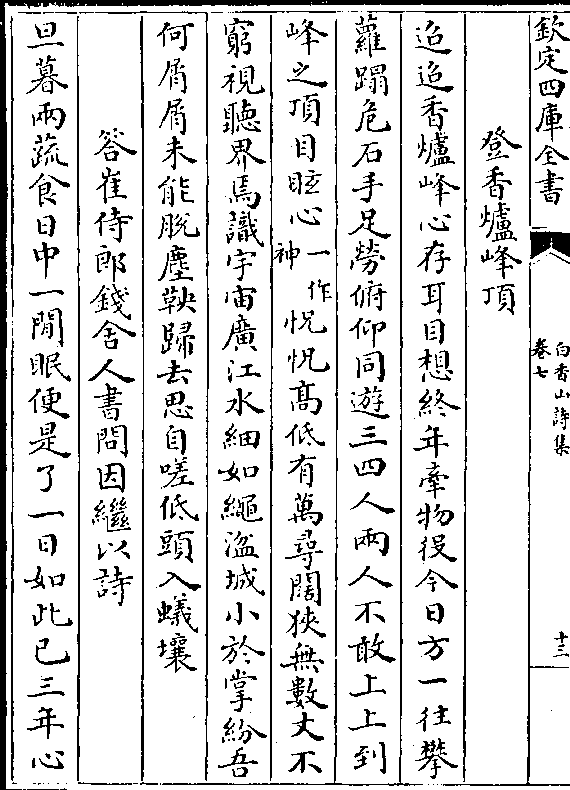 欽定四庫全書
白香山詩集
卷七
十三
登香爐峰頂
迢迢香爐峰心存耳目想終年牽物役今日方一往攀
蘿蹋危石手足勞俯仰同遊三四人兩人不敢上上到
峰之頂目眩心一作神怳怳高低有萬尋闊狹無數丈不
窮視聽界焉識宇宙廣江水細如繩湓城小於掌紛吾
何屑屑未能脫塵鞅歸去思自嗟低頭入蟻壤
答崔侍郎錢舍人書問因繼以詩
旦暮兩蔬食日中一閒眠便是了一日如此已三年心